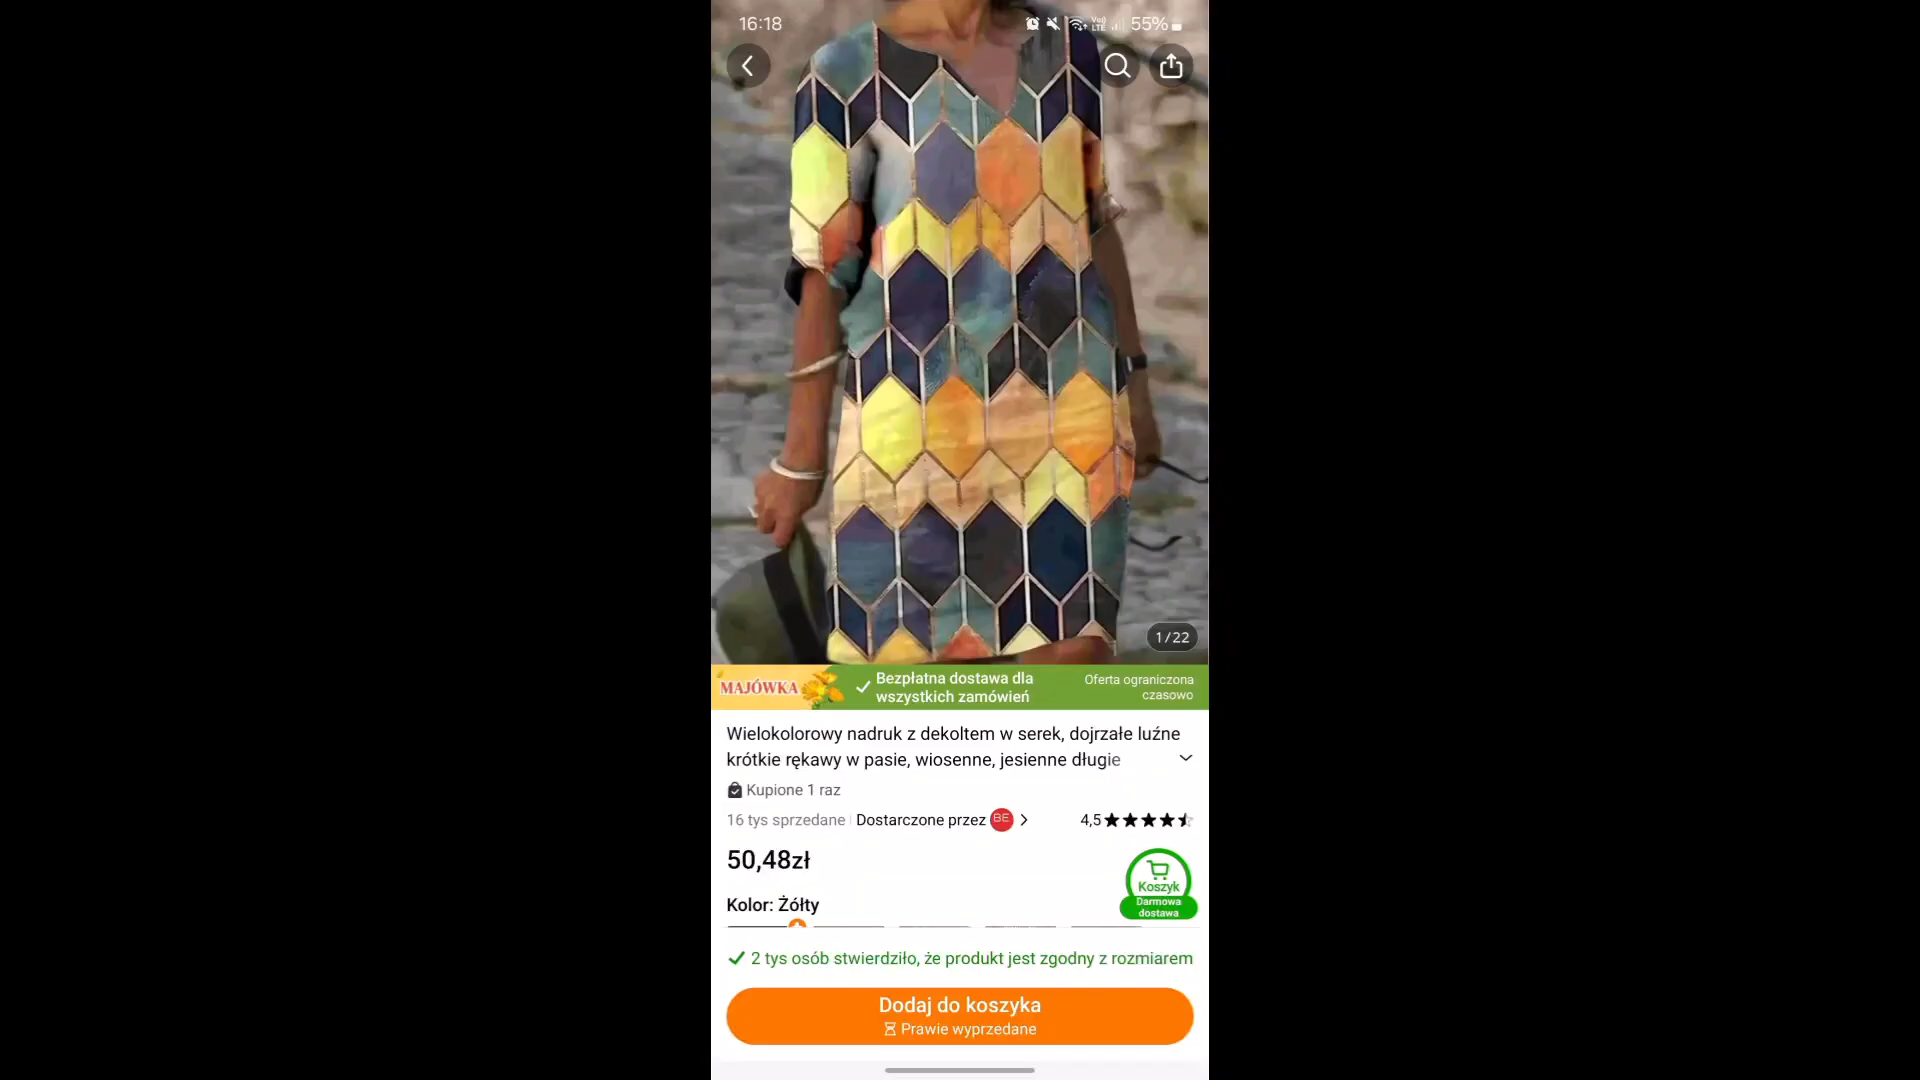 16:18
Vo) LTE
55%
1/22
MAJÓWKA
Bezpłatna dostawa dla
wszystkich zamówień
Oferta ograniczona
czasowo
Wielokolorowy nadruk z dekoltem w serek, dojrzałe luźne
krótkie rękawy w pasie, wiosenne, jesienne długie
Kupione 1 raz
16 tys sprzedane
Dostarczone przez BE
4,5
50,48zł
Koszyk
Darmowa
dostawa
Kolor: Żółty
2 tys osób stwierdziło, że produkt jest zgodny z rozmiarem
Dodaj do koszyka
Prawie wyprzedane